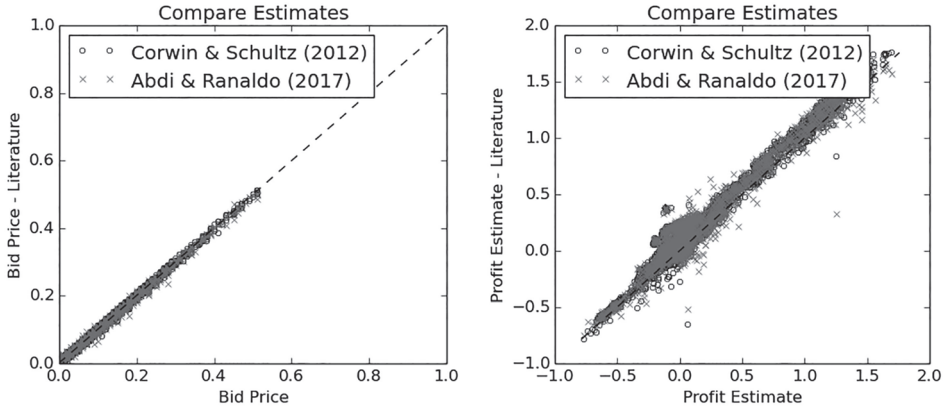 Compare Estimates
1.0
Corwin & Schultz (2012)
Abdi & Ranaldo (2017)
0.8
0.6
0.4
0.2
0.0
Bid Price - Literature
0.0 0.2 0.4 0.6 0.8 1.0
Bid Price
Compare Estimates
2.0
Corwin & Schultz (2012)
Abdi & Ranaldo (2017)
1.5
1.0
0.5
0.0
−0.5
−1.0
Profit Estimate - Literature
−1.0 −0.5 0.0 0.5 1.0 1.5 2.0
Profit Estimate